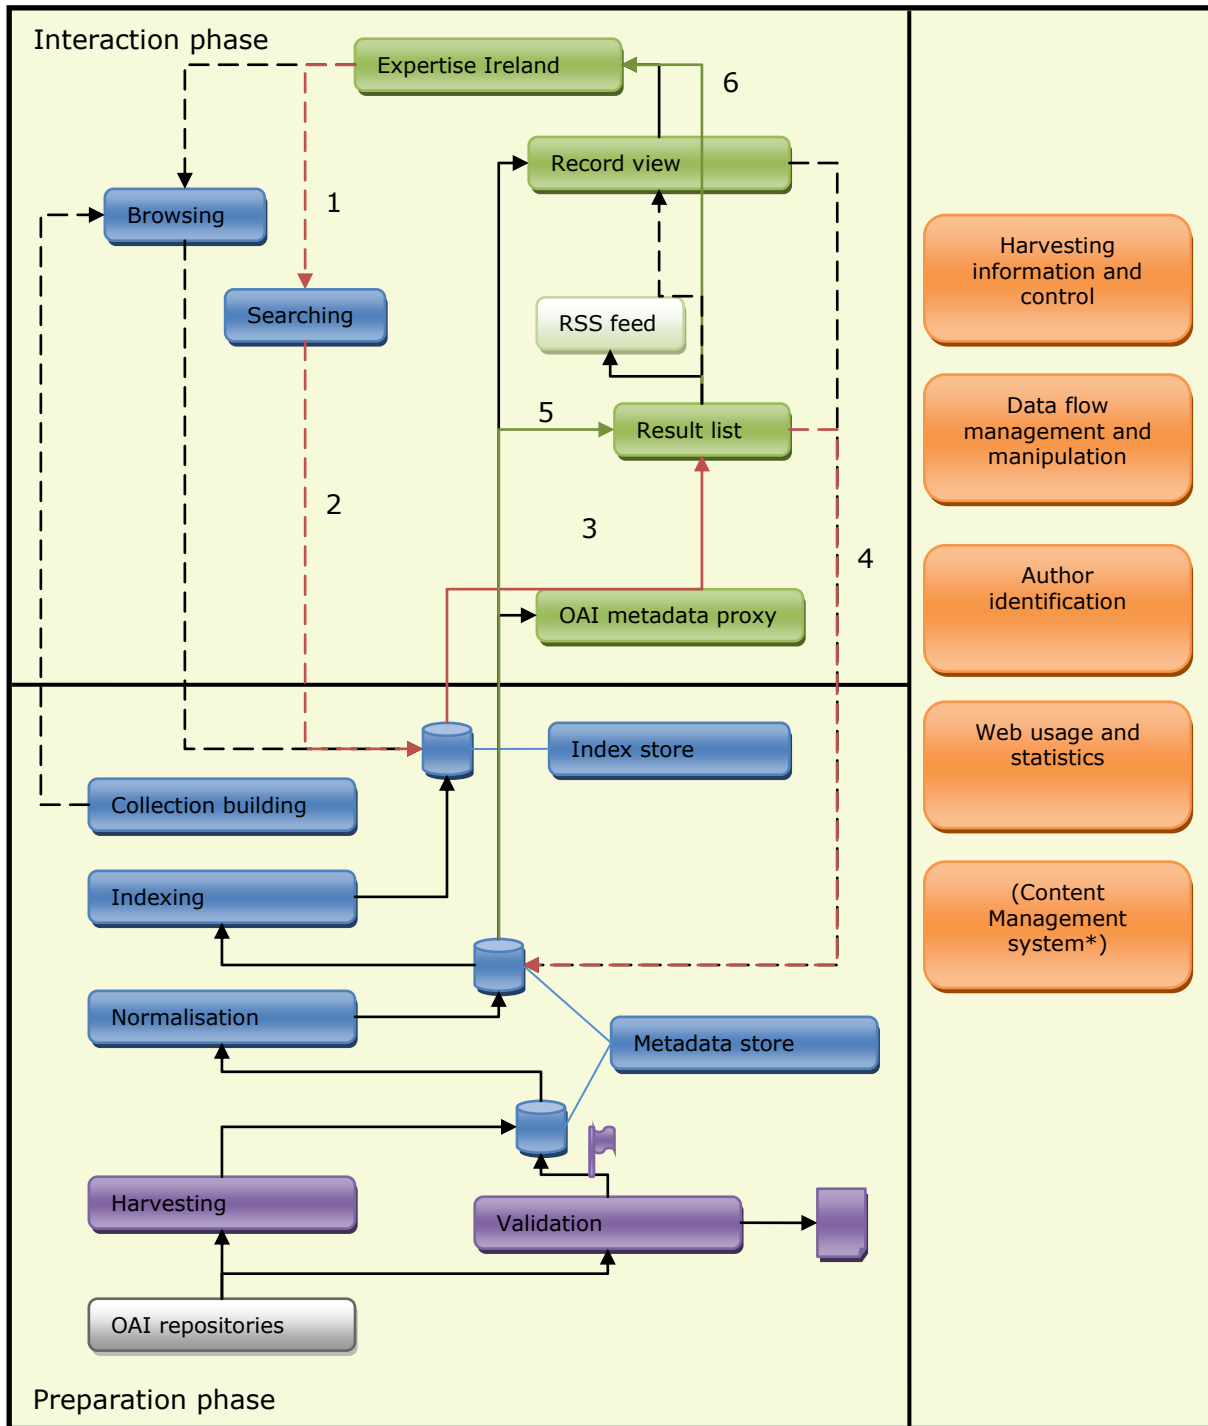 Interaction phase
Expertise Ireland
6
Record view
1
Browsing
Searching
RSS feed
5
Result list
2
3
4
OAI metadata proxy
Index store
Collection building
Indexing
Normalisation
Metadata store
Harvesting
Validation
OAI repositories
Preparation phase
Harvesting
information and
control
Data flow
management and
manipulation
Author
identification
Web usage and
statistics
(Content
Management
system*)